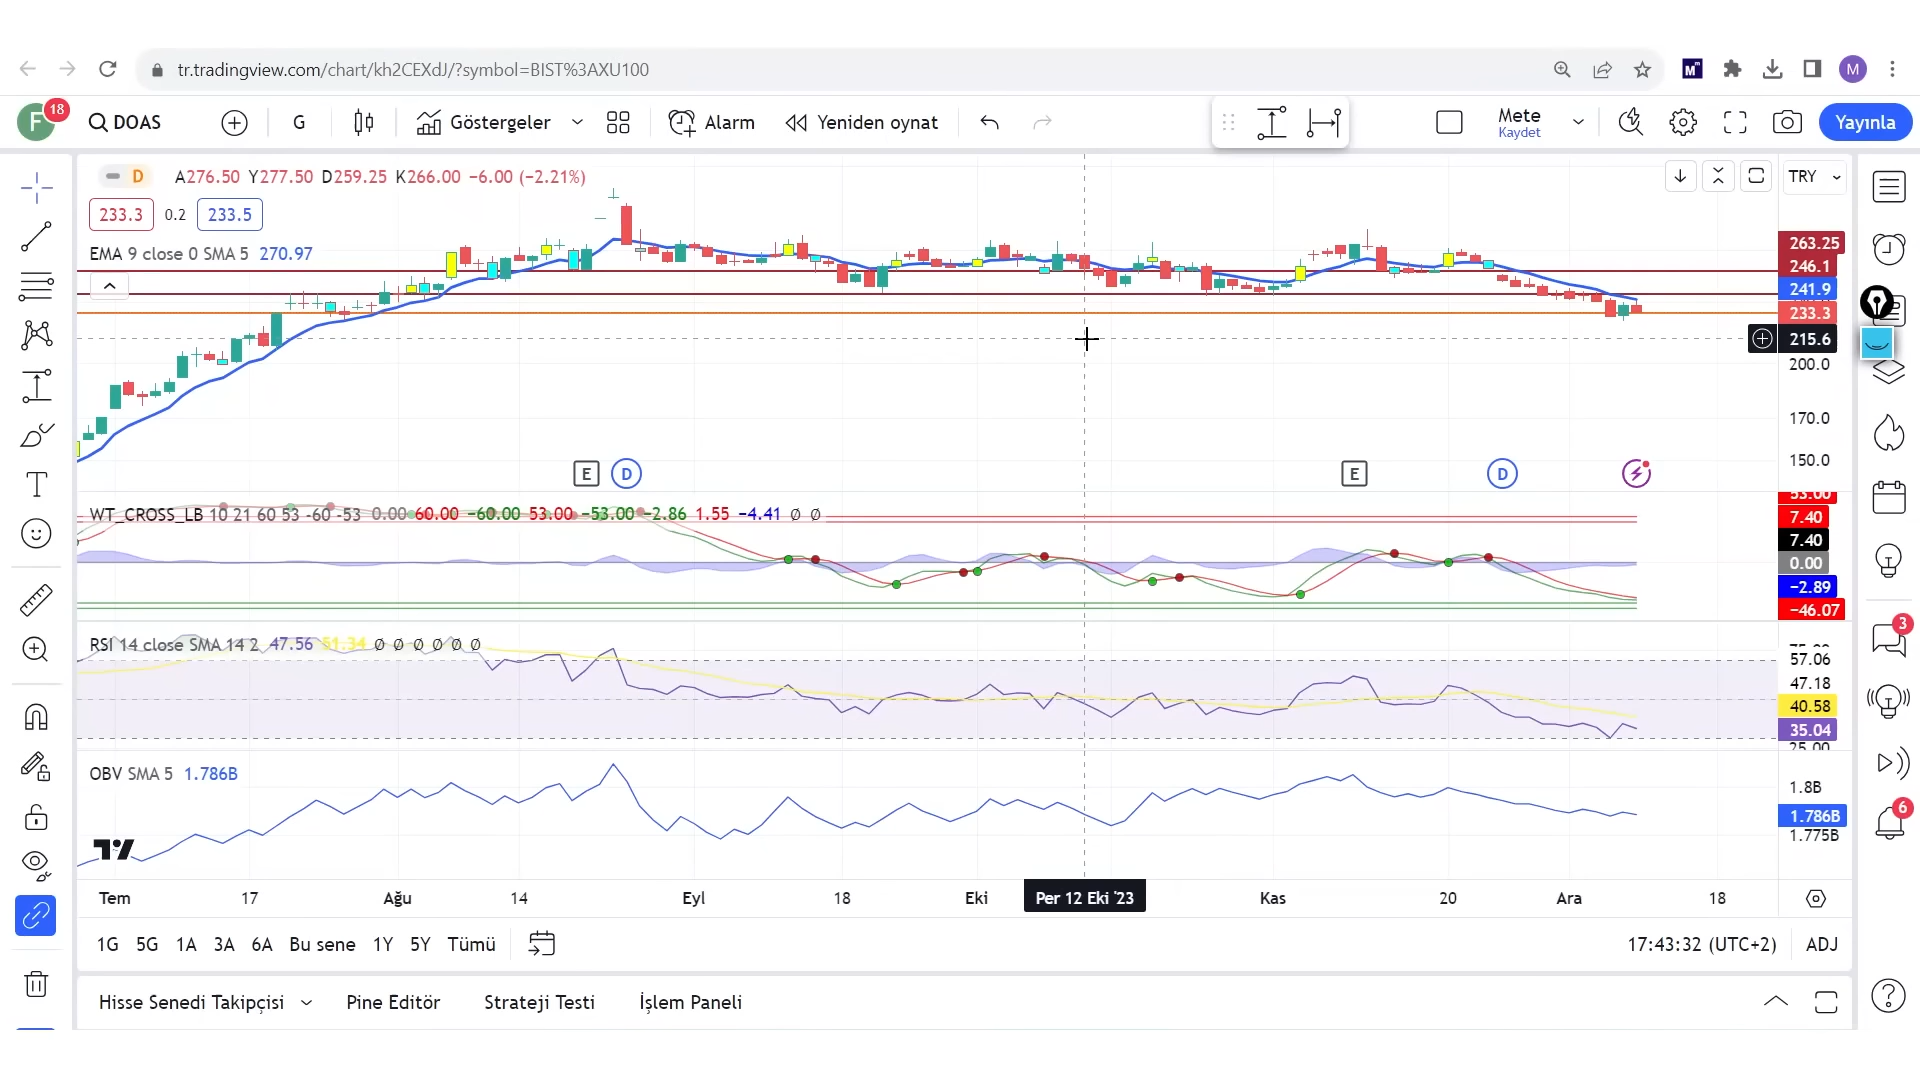 tr.tradingview.com/chart/kh2CEXdJ/?symbol=BIST%3AXU100
M
F 18 DOAS G Göstergeler Alarm Yeniden oynat Mete Kaydet Yayınla
D A276.50 Y277.50 D259.25 K266.00 −6.00 (−2.21%) TRY
233.3 0.2 233.5
EMA 9 close 0 SMA 5 270.97
263.25
246.1
241.9
233.3
215.6
200.0
170.0
150.0
E D E D
WT_CROSS_LB 10 21 60 53 -60 -53 0.00 60.00 −60.00 53.00 −53.00 −2.86 1.55 −4.41 Ø Ø
53.00
7.40
7.40
0.00
−2.89
−46.07
RSI 14 close SMA 14 2 47.56 51.34 Ø Ø Ø Ø Ø Ø
57.06
47.18
40.58
35.04
25.00
OBV SMA 5 1.786B
1.8B
1.786B
1.775B
3
6
Tem 17 Ağu 14 Eyl 18 Eki Per 12 Eki '23 Kas 20 Ara 18
1G 5G 1A 3A 6A Bu sene 1Y 5Y Tümü 17:43:32 (UTC+2) ADJ
Hisse Senedi Takipçisi Pine Editör Strateji Testi İşlem Paneli